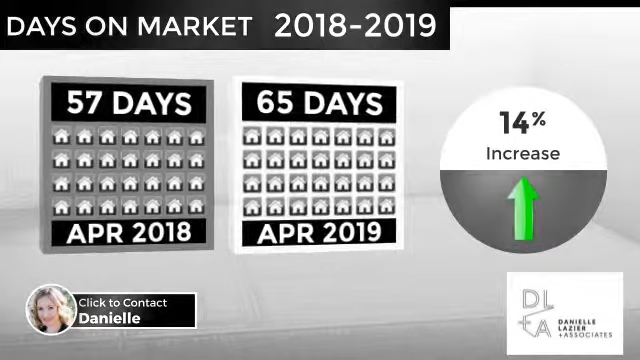 DAYS ON MARKET 2018-2019
57 DAYS
APR 2018
65 DAYS
APR 2019
14%
Increase
Click to Contact
Danielle
DL
+A
DANIELLE
LAZIER
+ASSOCIATES